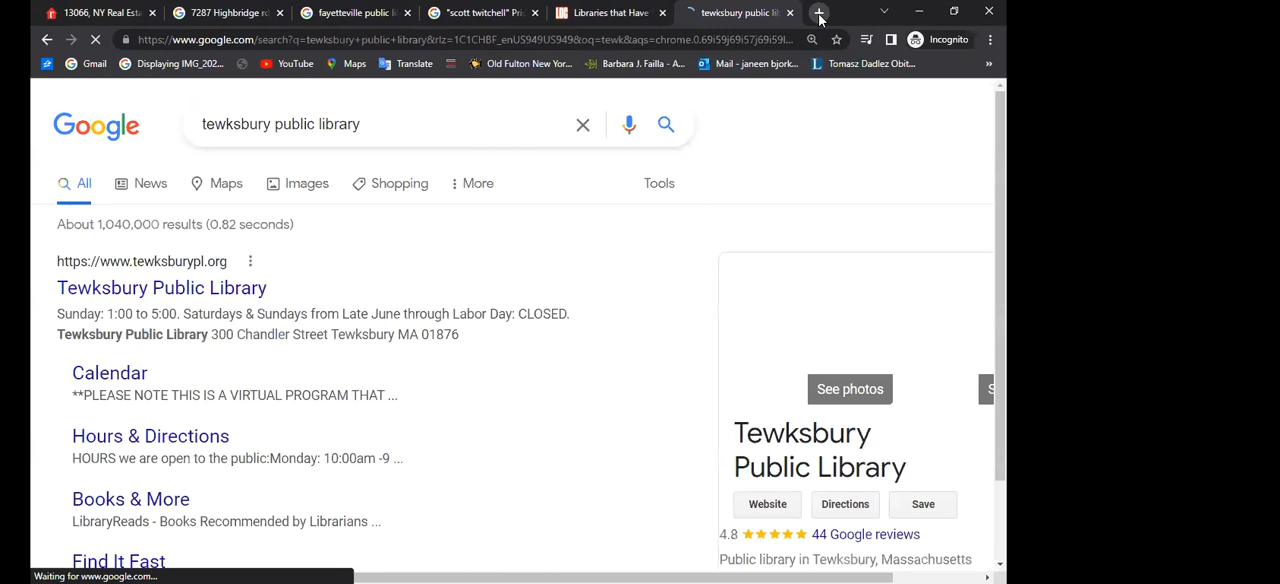 13066, NY Real Esta
7287 Highbridge rd
fayetteville public li
"scott twitchell" Pri
Libraries that Have
tewksbury public lib
Incognito
https://www.google.com/search?q=tewksbury+public+library&rlz=1C1CHBF_enUS949US949&oq=tewk&aqs=chrome.0.69i59j69i57j69i59l...
Gmail
Displaying IMG_202...
YouTube
Maps
Translate
Old Fulton New Yor...
Barbara J. Failla - A...
Mail - janeen bjork...
Tomasz Dadlez Obit...
»
Google
tewksbury public library
All
News
Maps
Images
Shopping
More
Tools
About 1,040,000 results (0.82 seconds)
https://www.tewksburypl.org
Tewksbury Public Library
Sunday: 1:00 to 5:00. Saturdays & Sundays from Late June through Labor Day: CLOSED.
Tewksbury Public Library 300 Chandler Street Tewksbury MA 01876
Calendar
**PLEASE NOTE THIS IS A VIRTUAL PROGRAM THAT ...
Hours & Directions
HOURS we are open to the public:Monday: 10:00am -9 ...
Books & More
LibraryReads - Books Recommended by Librarians ...
Find It Fast
See photos
S
Tewksbury
Public Library
Website
Directions
Save
4.8
44 Google reviews
Public library in Tewksbury, Massachusetts
Waiting for www.google.com...